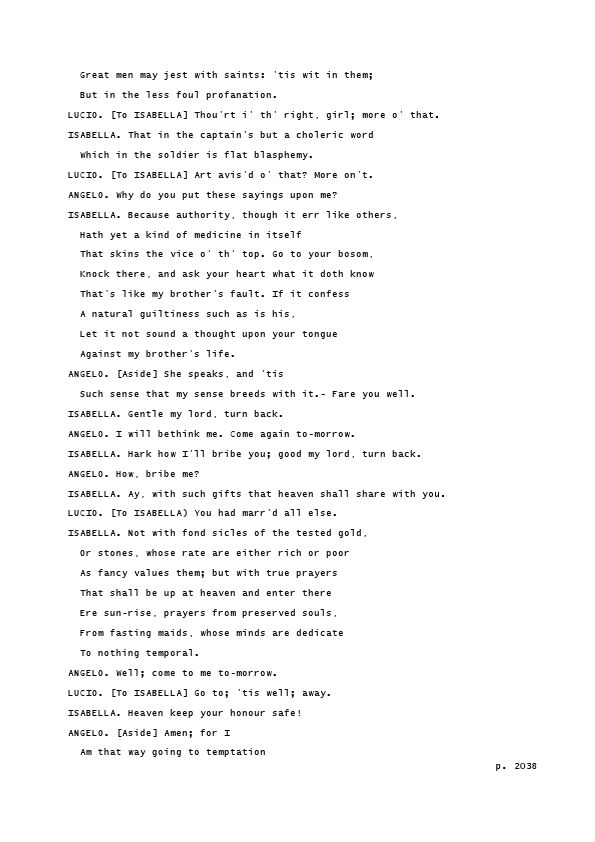 Great men may jest with saints: 'tis wit in them;
But in the less foul profanation.
LUCIO. [To ISABELLA] Thou'rt i' th' right, girl; more o' that.
ISABELLA. That in the captain's but a choleric word
Which in the soldier is flat blasphemy.
LUCIO. [To ISABELLA] Art avis'd o' that? More on't.
ANGELO. Why do you put these sayings upon me?
ISABELLA. Because authority, though it err like others,
Hath yet a kind of medicine in itself
That skins the vice o' th' top. Go to your bosom,
Knock there, and ask your heart what it doth know
That's like my brother's fault. If it confess
A natural guiltiness such as is his,
Let it not sound a thought upon your tongue
Against my brother's life.
ANGELO. [Aside] She speaks, and 'tis
Such sense that my sense breeds with it.- Fare you well.
ISABELLA. Gentle my lord, turn back.
ANGELO. I will bethink me. Come again to-morrow.
ISABELLA. Hark how I'll bribe you; good my lord, turn back.
ANGELO. How, bribe me?
ISABELLA. Ay, with such gifts that heaven shall share with you.
LUCIO. [To ISABELLA) You had marr'd all else.
ISABELLA. Not with fond sicles of the tested gold,
Or stones, whose rate are either rich or poor
As fancy values them; but with true prayers
That shall be up at heaven and enter there
Ere sun-rise, prayers from preserved souls,
From fasting maids, whose minds are dedicate
To nothing temporal.
ANGELO. Well; come to me to-morrow.
LUCIO. [To ISABELLA] Go to; 'tis well; away.
ISABELLA. Heaven keep your honour safe!
ANGELO. [Aside] Amen; for I
Am that way going to temptation
p. 2038